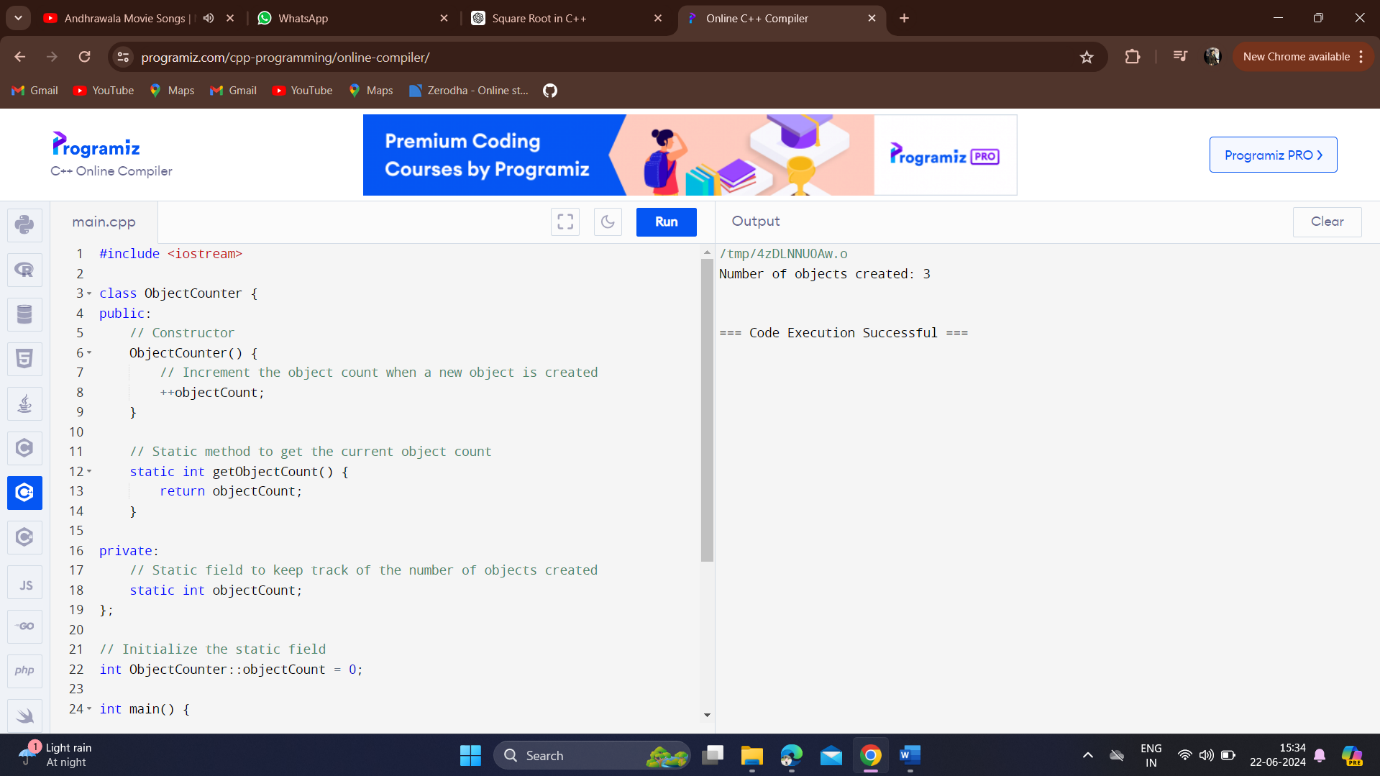 Andhrawala Movie Songs |
WhatsApp
Square Root in C++
Online C++ Compiler
programiz.com/cpp-programming/online-compiler/
New Chrome available
Gmail
YouTube
Maps
Gmail
YouTube
Maps
Zerodha - Online st...
Programiz
C++ Online Compiler
Premium Coding
Courses by Programiz
Programiz PRO
Programiz PRO
main.cpp
Run
Output
Clear
1 #include <iostream>
2
3 class ObjectCounter {
4 public:
5     // Constructor
6     ObjectCounter() {
7         // Increment the object count when a new object is created
8         ++objectCount;
9     }
10
11     // Static method to get the current object count
12     static int getObjectCount() {
13         return objectCount;
14     }
15
16 private:
17     // Static field to keep track of the number of objects created
18     static int objectCount;
19 };
20
21 // Initialize the static field
22 int ObjectCounter::objectCount = 0;
23
24 int main() {
/tmp/4zDLNNUOAw.o
Number of objects created: 3
=== Code Execution Successful ===
JS
GO
php
1
Light rain
At night
Search
W
PRE
ENG
IN
15:34
22-06-2024